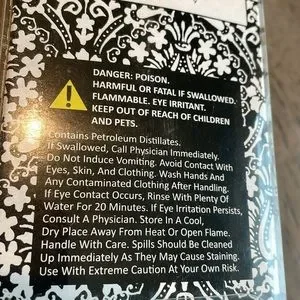 DANGER: POISON.
HARMFUL OR FATAL IF SWALLOWED.
FLAMMABLE. EYE IRRITANT.
KEEP OUT OF REACH OF CHILDREN
AND PETS.
Contains Petroleum Distillates.
If Swallowed, Call Physician Immediately.
Do Not Induce Vomiting. Avoid Contact With
Eyes, Skin, And Clothing. Wash Hands And
Any Contaminated Clothing After Handling.
If Eye Contact Occurs, Rinse With Plenty Of
Water For 20 Minutes. If Eye Irritation Persists,
Consult A Physician. Store In A Cool,
Dry Place Away From Heat Or Open Flame.
Handle With Care. Spills Should Be Cleaned
Up Immediately As They May Cause Staining.
Use With Extreme Caution At Your Own Risk.